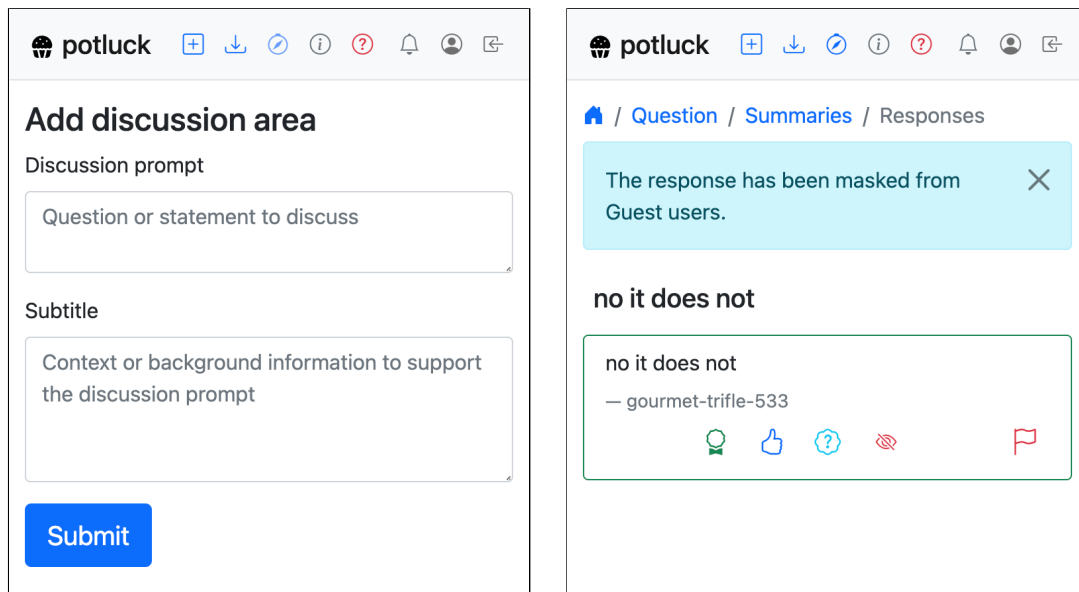 potluck
Add discussion area
Discussion prompt
Question or statement to discuss
Subtitle
Context or background information to support
the discussion prompt
Submit
potluck
/ Question / Summaries / Responses
The response has been masked from
Guest users.
no it does not
no it does not
— gourmet-trifle-533